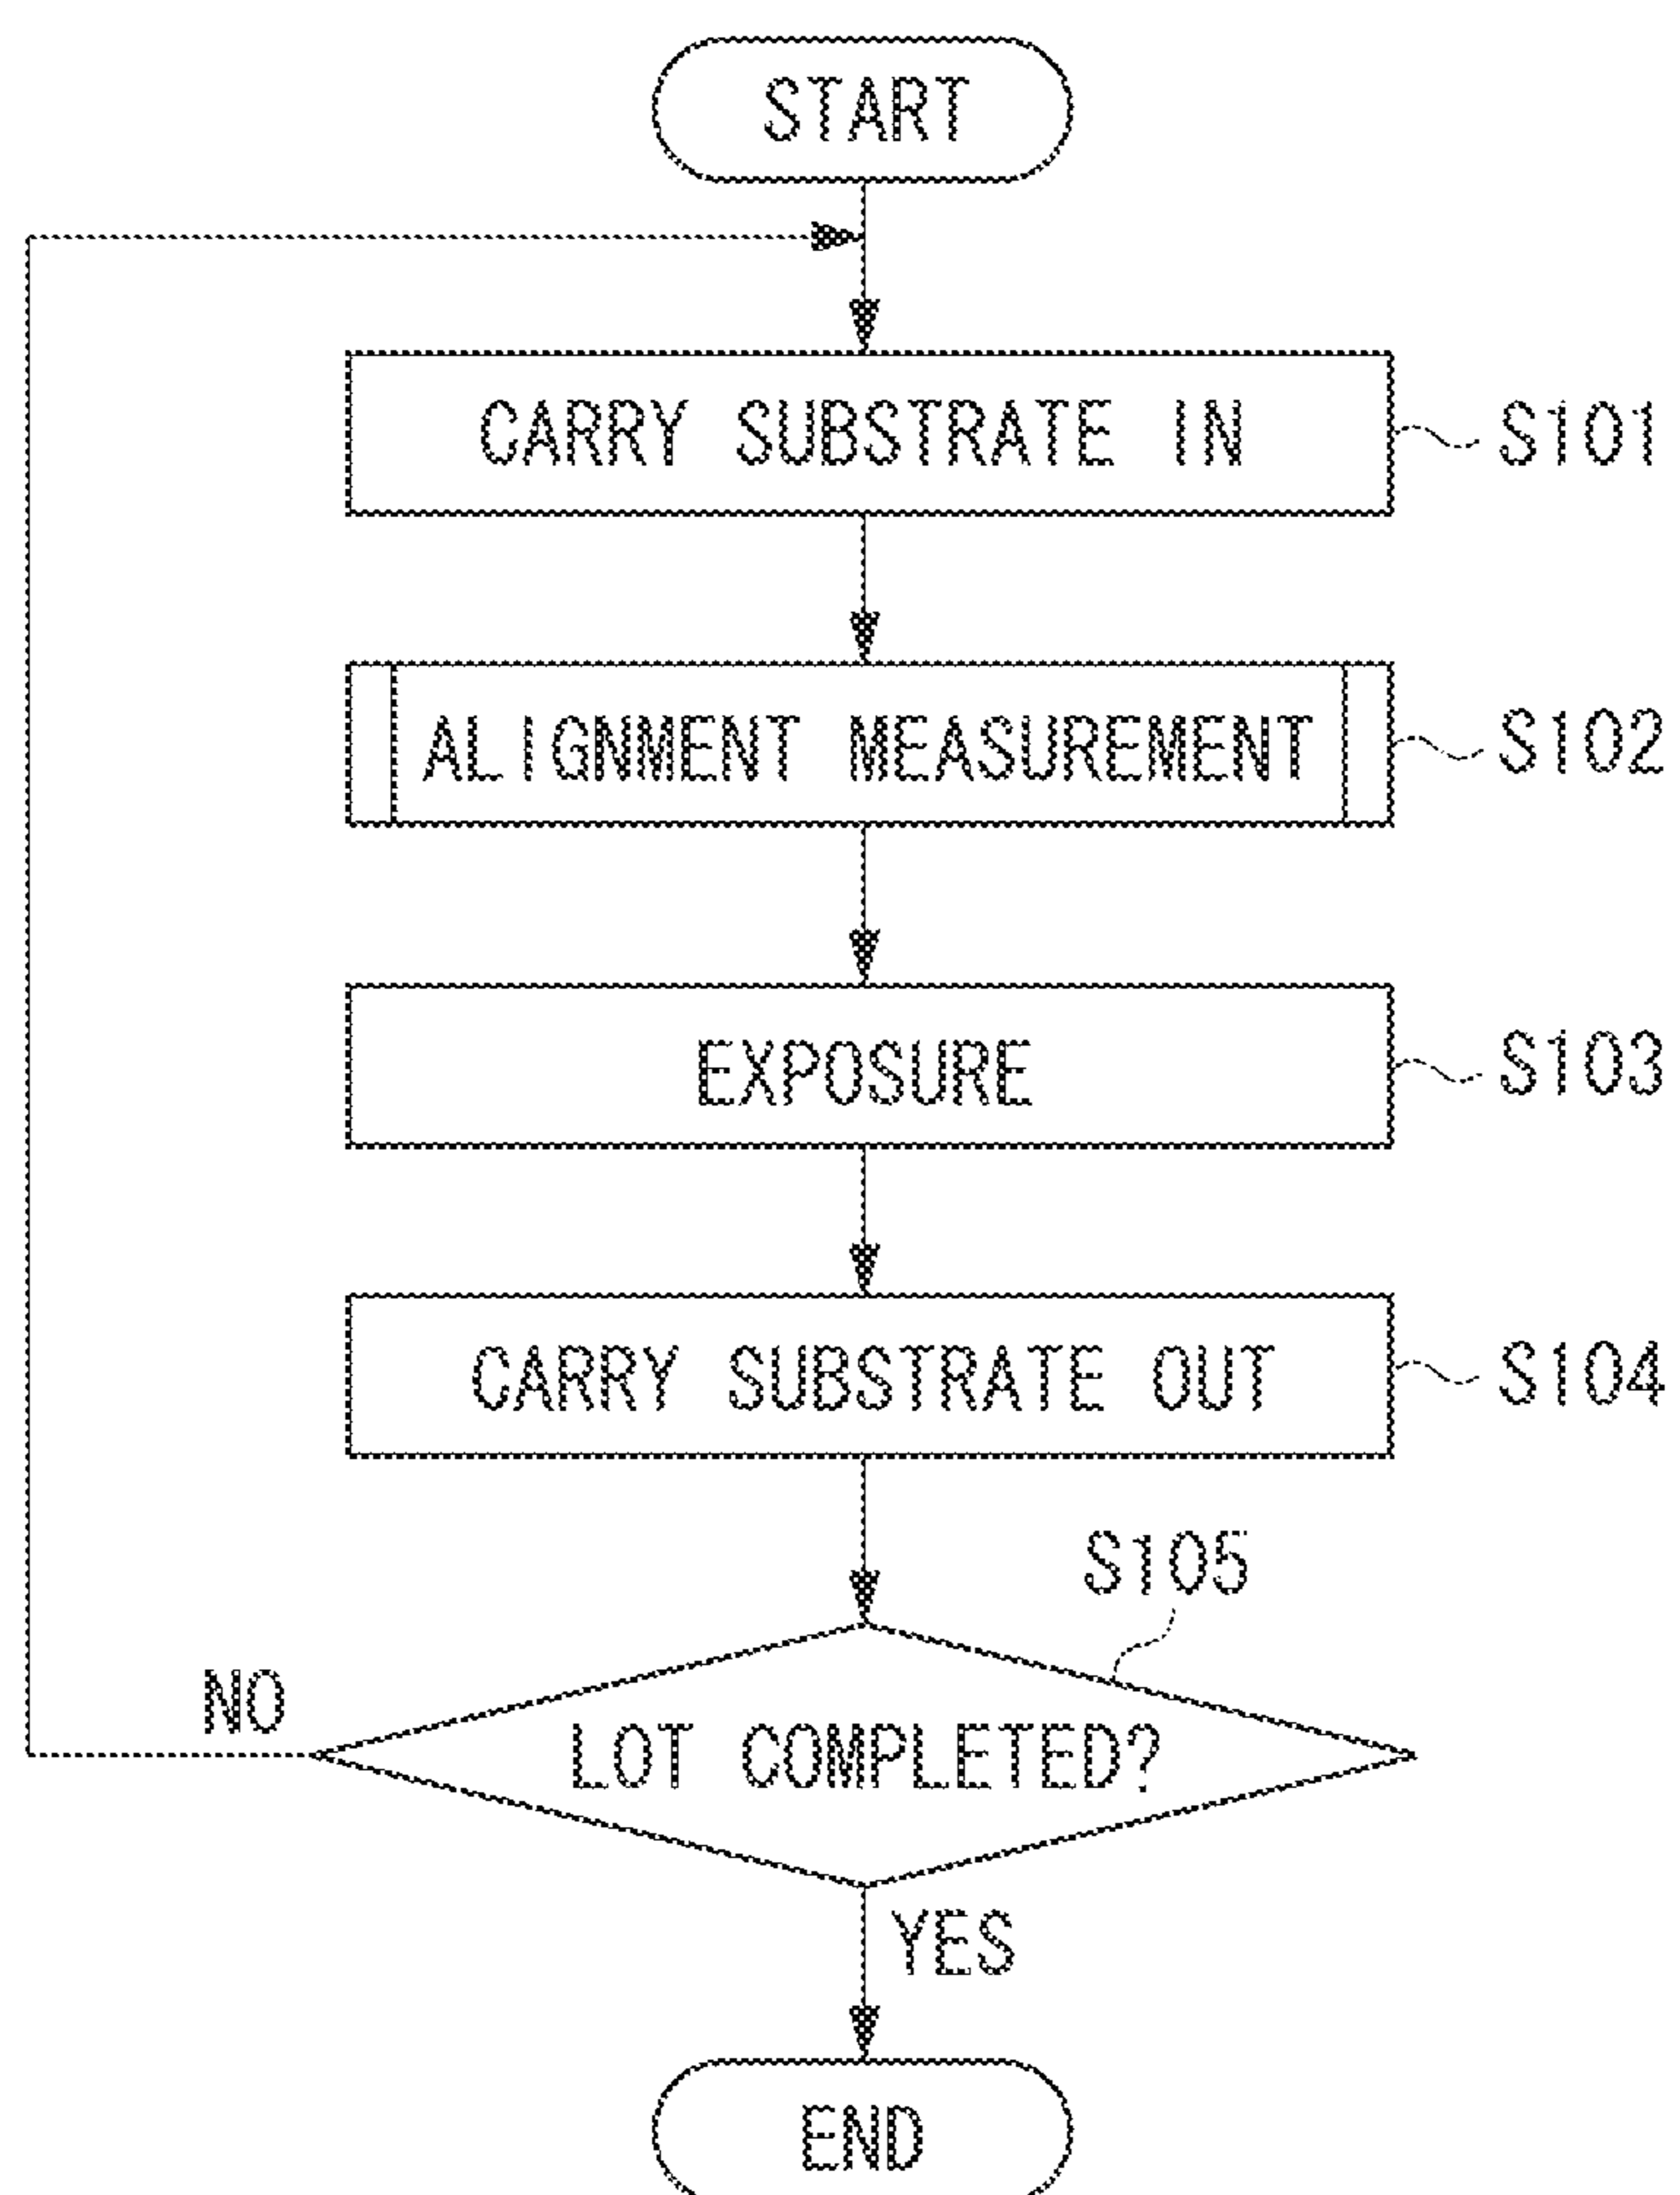 START
CARRY SUBSTRATE IN
S101
ALIGNMENT MEASUREMENT
S102
EXPOSURE
S103
CARRY SUBSTRATE OUT
S104
S105
LOT COMPLETED?
NO
YES
END